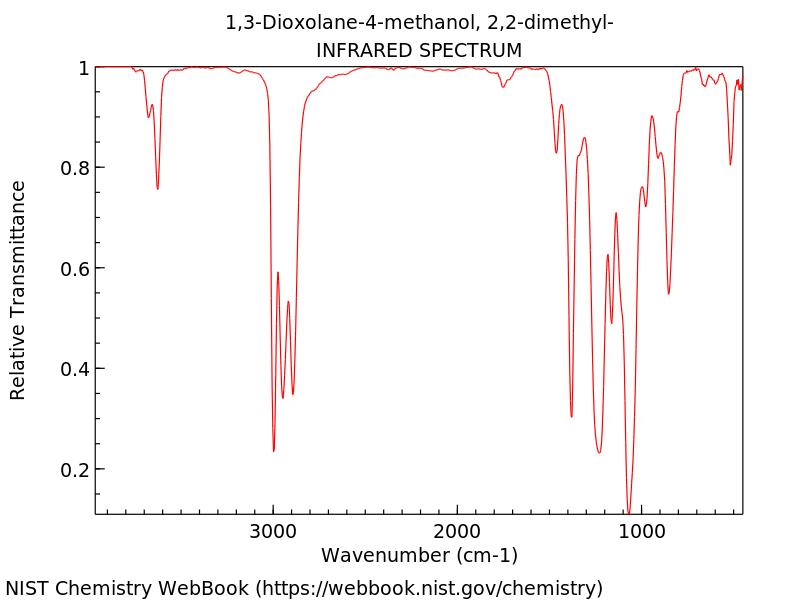 1,3-Dioxolane-4-methanol, 2,2-dimethyl-
INFRARED SPECTRUM
1
0.8
0.6
0.4
0.2
Relative Transmittance
3000 2000 1000
Wavenumber (cm-1)
NIST Chemistry WebBook (https://webbook.nist.gov/chemistry)